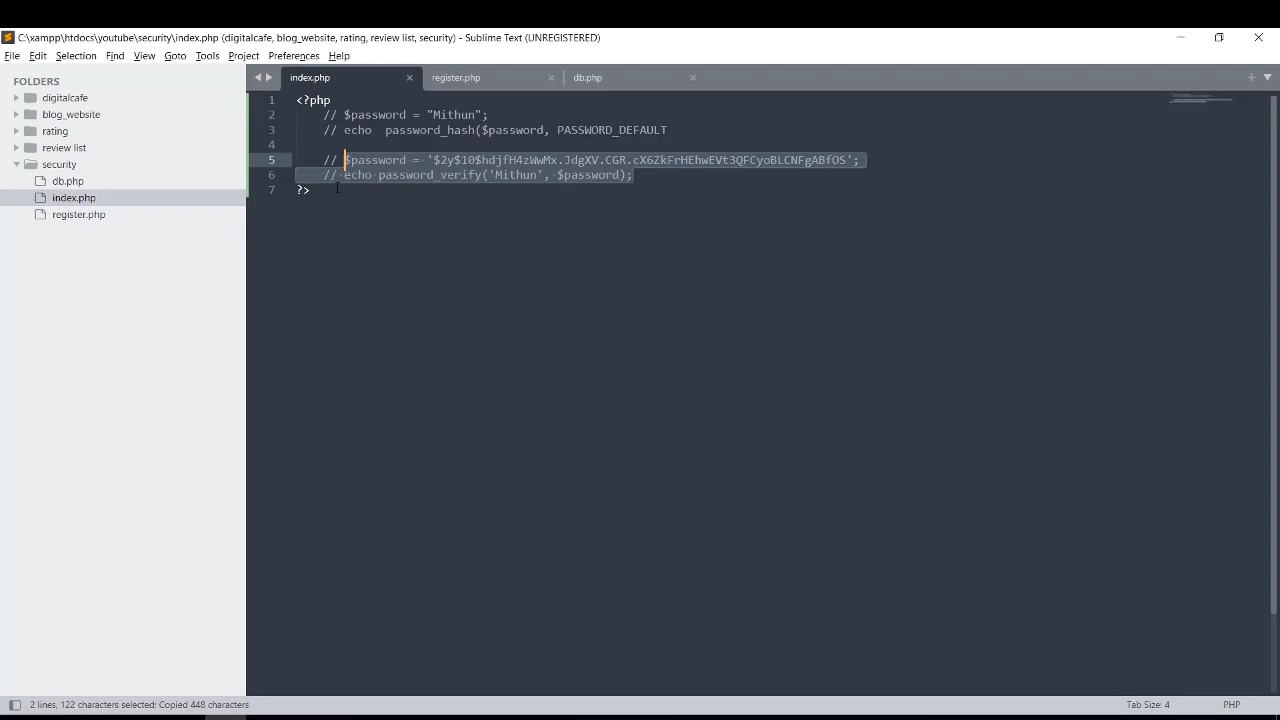 C:\xampp\htdocs\youtube\security\index.php (digitalcafe, blog_website, rating, review list, security) - Sublime Text (UNREGISTERED)
File Edit Selection Find View Goto Tools Project Preferences Help
FOLDERS
digitalcafe
blog_website
rating
review list
security
db.php
index.php
register.php
index.php register.php db.php
1 <?php
2 // $password = "Mithun";
3 // echo  password_hash($password, PASSWORD_DEFAULT
4
5 // $password = '$2y$10$hdjfH4zWwMx.JdgXV.CGR.cX6ZkFrHEhwEVt3QFCyoBLCNFgABfOS';
6 // echo password_verify('Mithun', $password);
7 ?>
2 lines, 122 characters selected: Copied 448 characters
Tab Size: 4 PHP